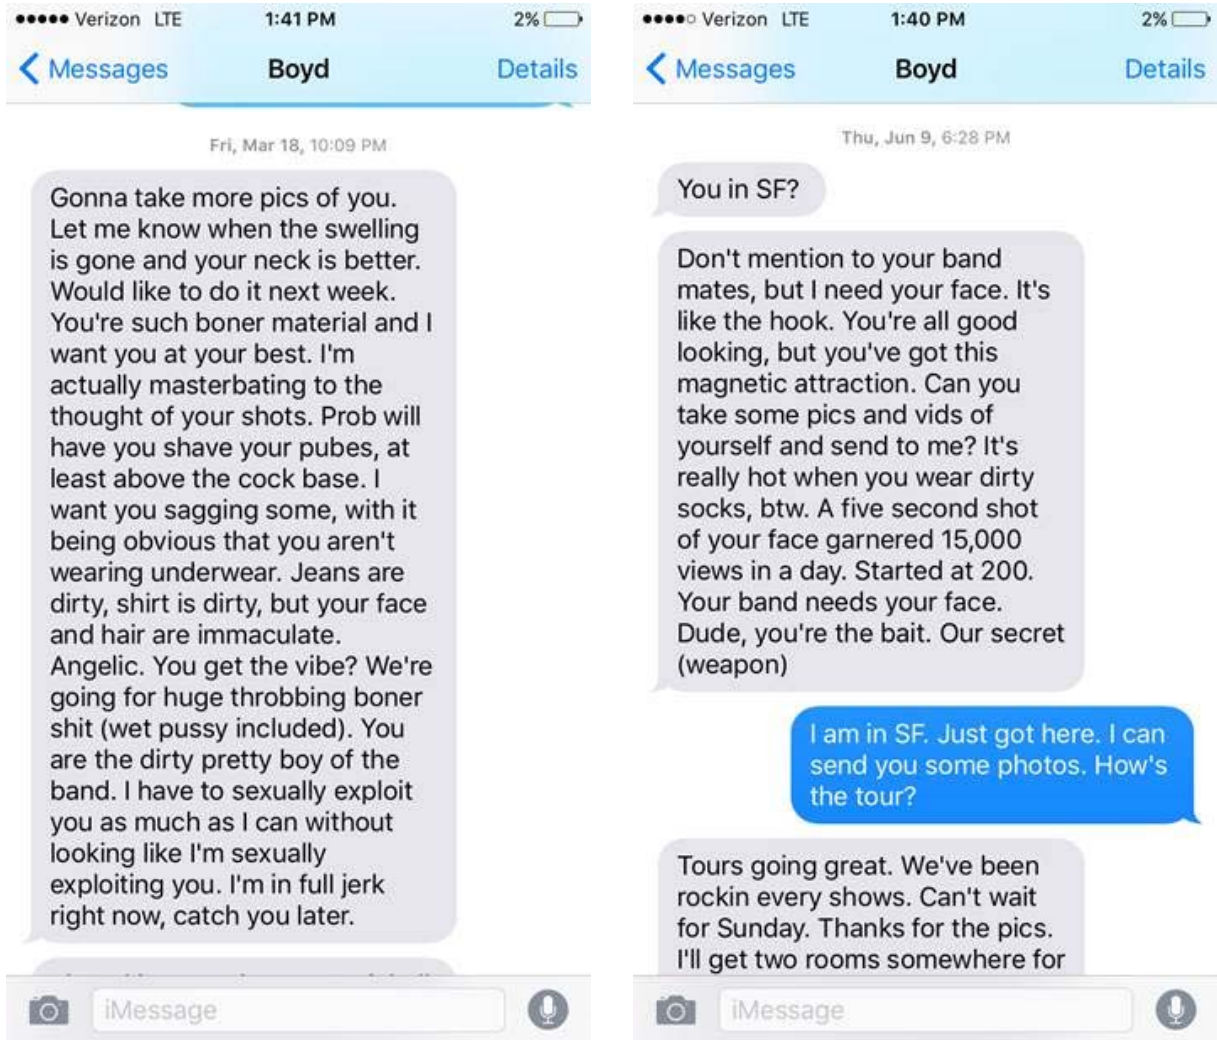 Verizon LTE 1:41 PM 2%
Messages Boyd Details
Fri, Mar 18, 10:09 PM
Gonna take more pics of you.
Let me know when the swelling
is gone and your neck is better.
Would like to do it next week.
You're such boner material and I
want you at your best. I'm
actually masterbating to the
thought of your shots. Prob will
have you shave your pubes, at
least above the cock base. I
want you sagging some, with it
being obvious that you aren't
wearing underwear. Jeans are
dirty, shirt is dirty, but your face
and hair are immaculate.
Angelic. You get the vibe? We're
going for huge throbbing boner
shit (wet pussy included). You
are the dirty pretty boy of the
band. I have to sexually exploit
you as much as I can without
looking like I'm sexually
exploiting you. I'm in full jerk
right now, catch you later.
iMessage
Verizon LTE 1:40 PM 2%
Messages Boyd Details
Thu, Jun 9, 6:28 PM
You in SF?
Don't mention to your band
mates, but I need your face. It's
like the hook. You're all good
looking, but you've got this
magnetic attraction. Can you
take some pics and vids of
yourself and send to me? It's
really hot when you wear dirty
socks, btw. A five second shot
of your face garnered 15,000
views in a day. Started at 200.
Your band needs your face.
Dude, you're the bait. Our secret
(weapon)
I am in SF. Just got here. I can
send you some photos. How's
the tour?
Tours going great. We've been
rockin every shows. Can't wait
for Sunday. Thanks for the pics.
I'll get two rooms somewhere for
iMessage